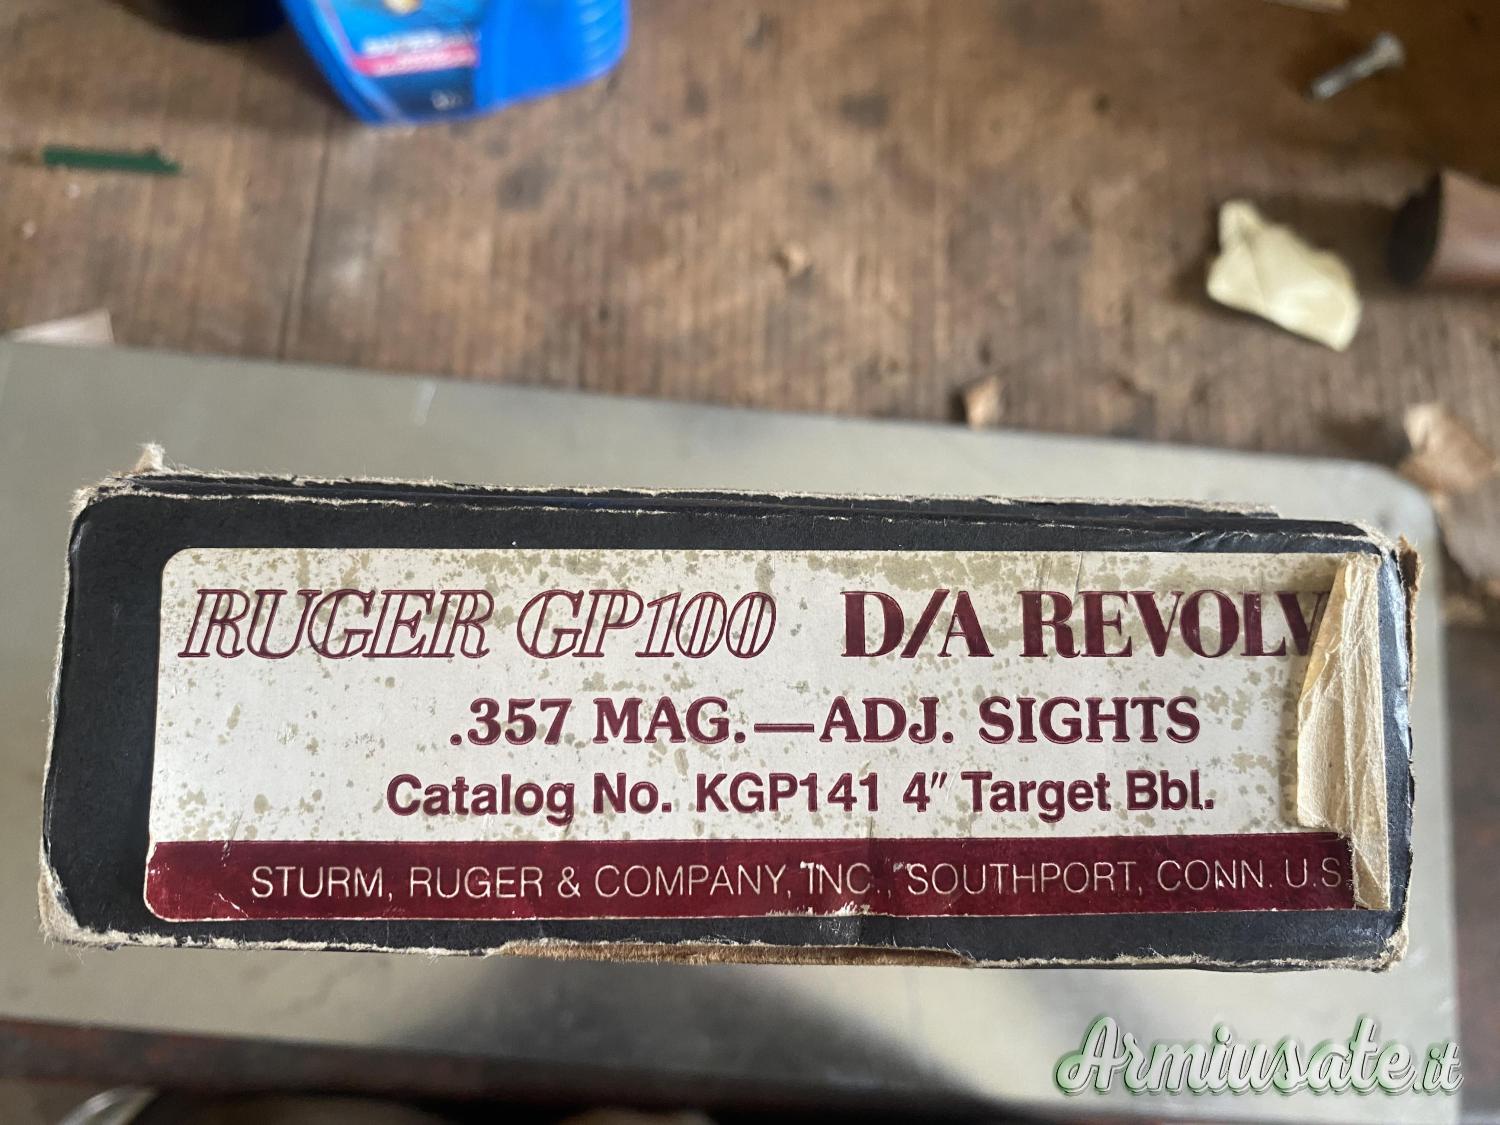 RUGER GP100 D/A REVOLV
.357 MAG.—ADJ. SIGHTS
Catalog No. KGP141 4" Target Bbl.
STURM, RUGER & COMPANY, INC., SOUTHPORT, CONN. U.S.
Armiusate.it